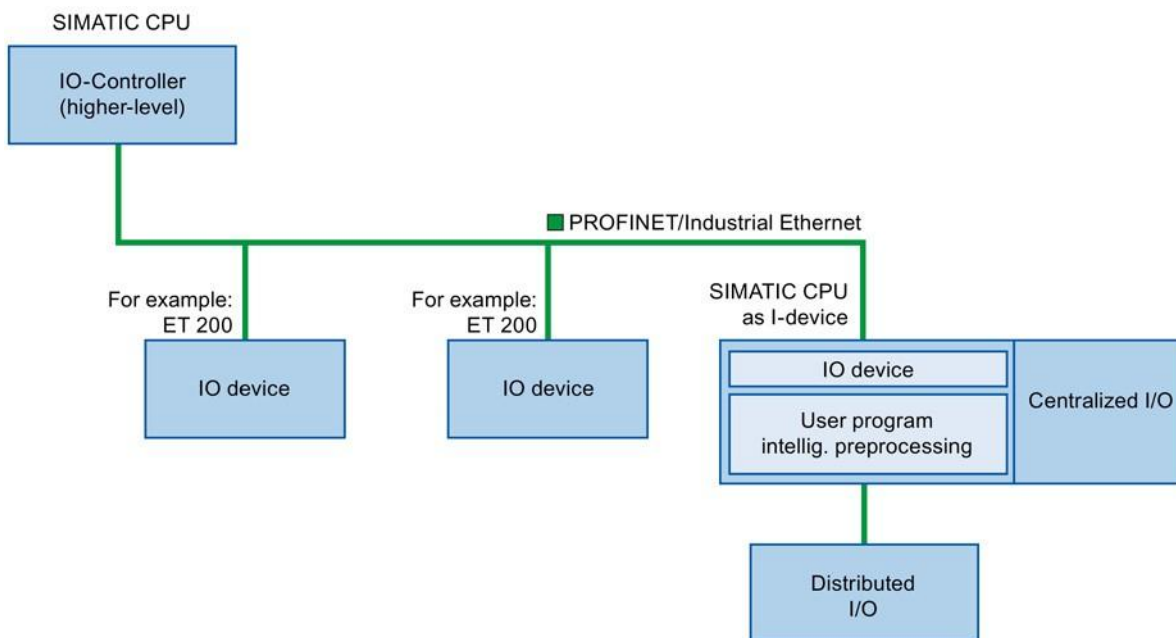 SIMATIC CPU
IO-Controller
(higher-level)
PROFINET/Industrial Ethernet
For example:
ET 200
IO device
For example:
ET 200
IO device
SIMATIC CPU
as I-device
IO device
User program
intellig. preprocessing
Centralized I/O
Distributed
I/O